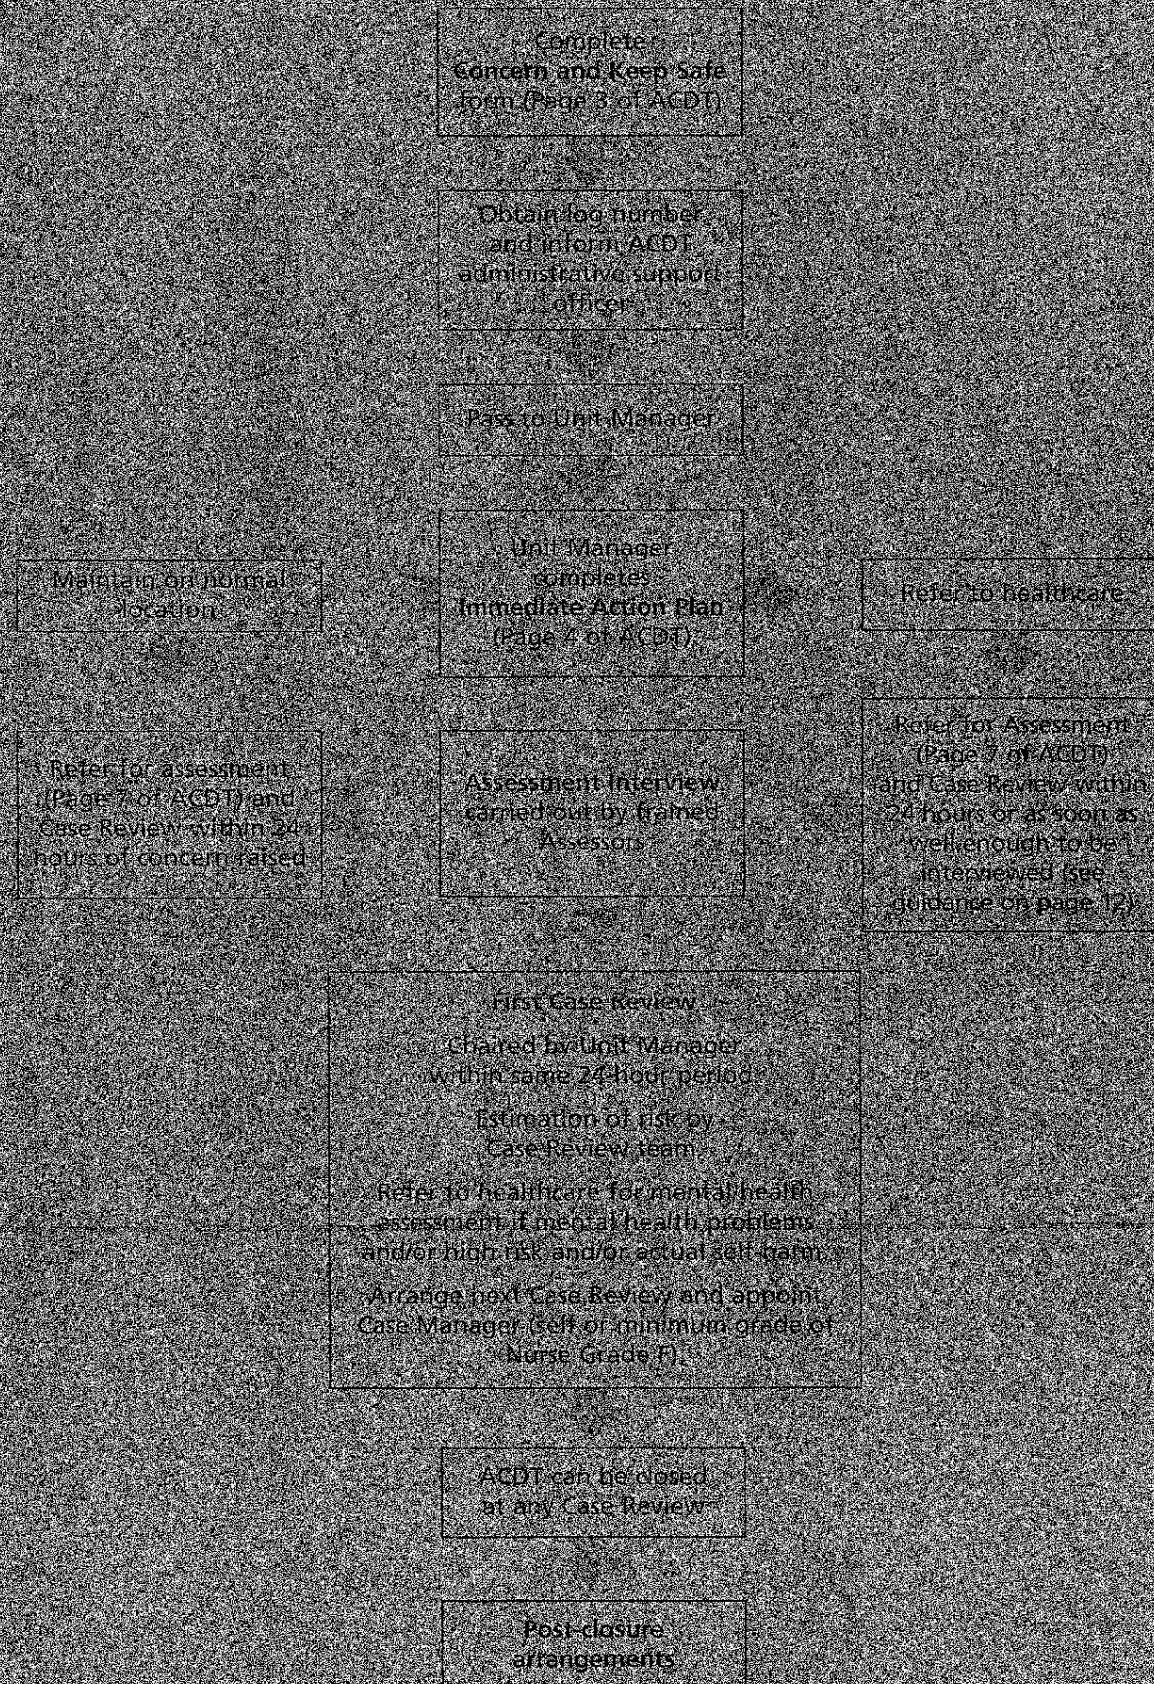 Complete
Concern and Keep Safe
form (Page 3 of ACDT)
Obtain log number
and inform ACDT
administrative support
officer
Pass to Unit Manager
Unit Manager
completes
Immediate Action Plan
(Page 4 of ACDT)
Maintain on normal
location
Refer to healthcare
Refer for assessment
(Page 7 of ACDT) and
Case Review within 24
hours of concern raised
Assessment Interview
carried out by trained
Assessors
Refer for Assessment
(Page 7 of ACDT)
and Case Review within
24 hours or as soon as
well enough to be
interviewed (see
guidance on page 12)
First Case Review
Chaired by Unit Manager
within same 24-hour period
Estimation of risk by
Case Review team
Refer to healthcare for mental health
assessment if mental health problems
and/or high risk and/or actual self-harm
Arrange next Case Review and appoint
Case Manager (self or minimum grade of
Nurse Grade F)
ACDT can be closed
at any Case Review
Post-closure
arrangements